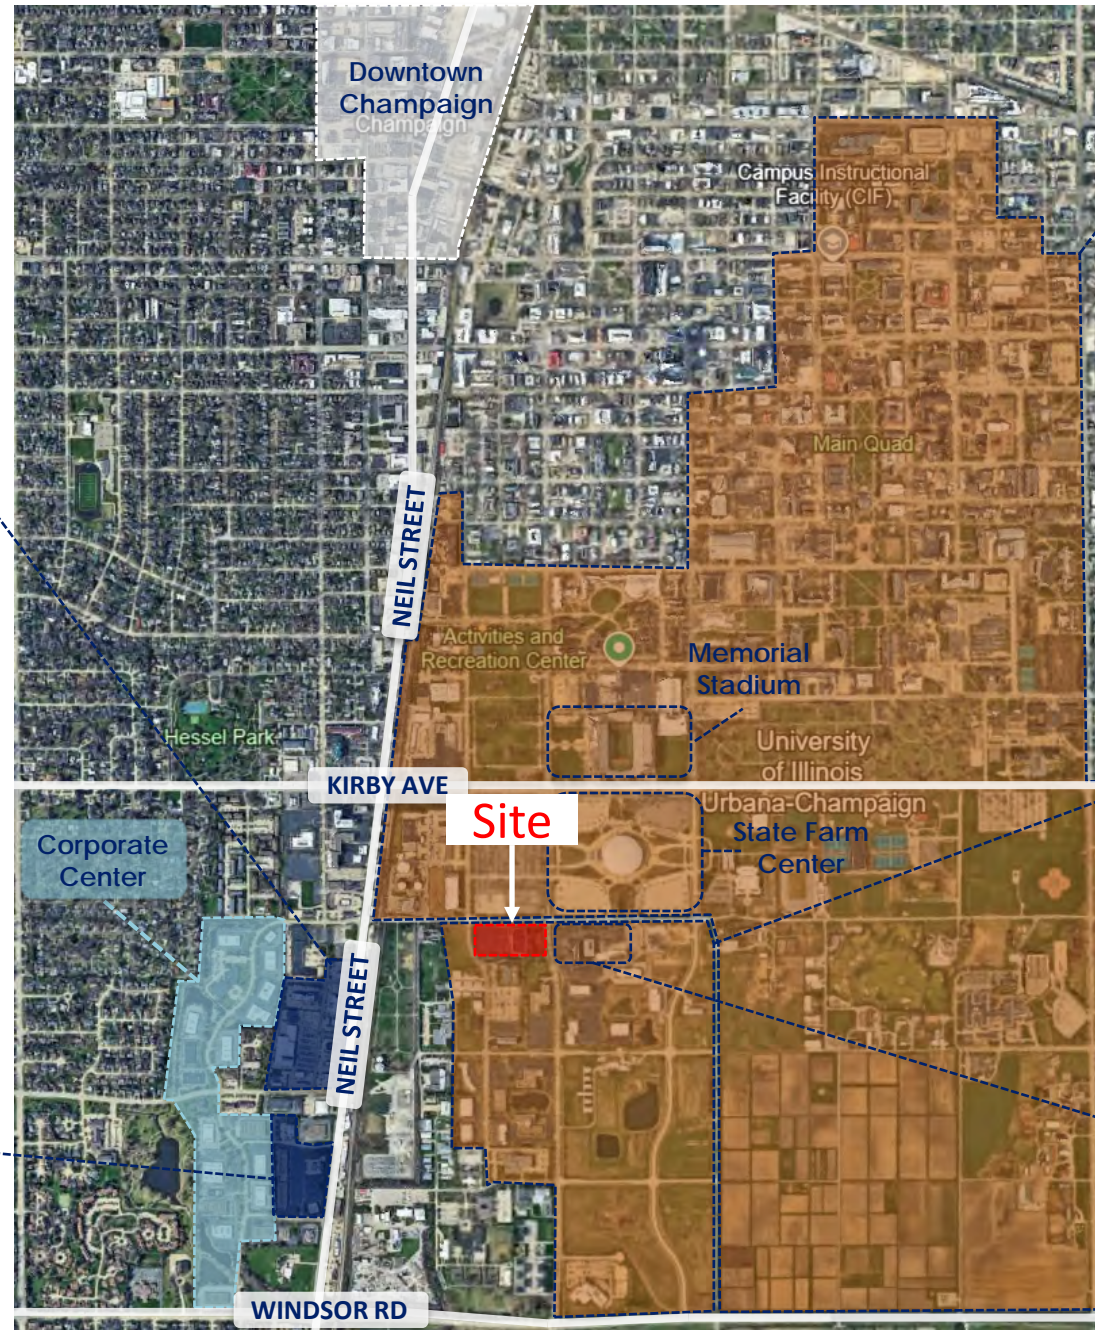 Downtown
Champaign
Champaign
Campus Instructional
Facility (CIF)
Main Quad
NEIL STREET
Activities and
Recreation Center
Memorial
Stadium
Hessel Park
University
of Illinois
Urbana-Champaign
KIRBY AVE
Site
State Farm
Center
Corporate
Center
NEIL STREET
WINDSOR RD